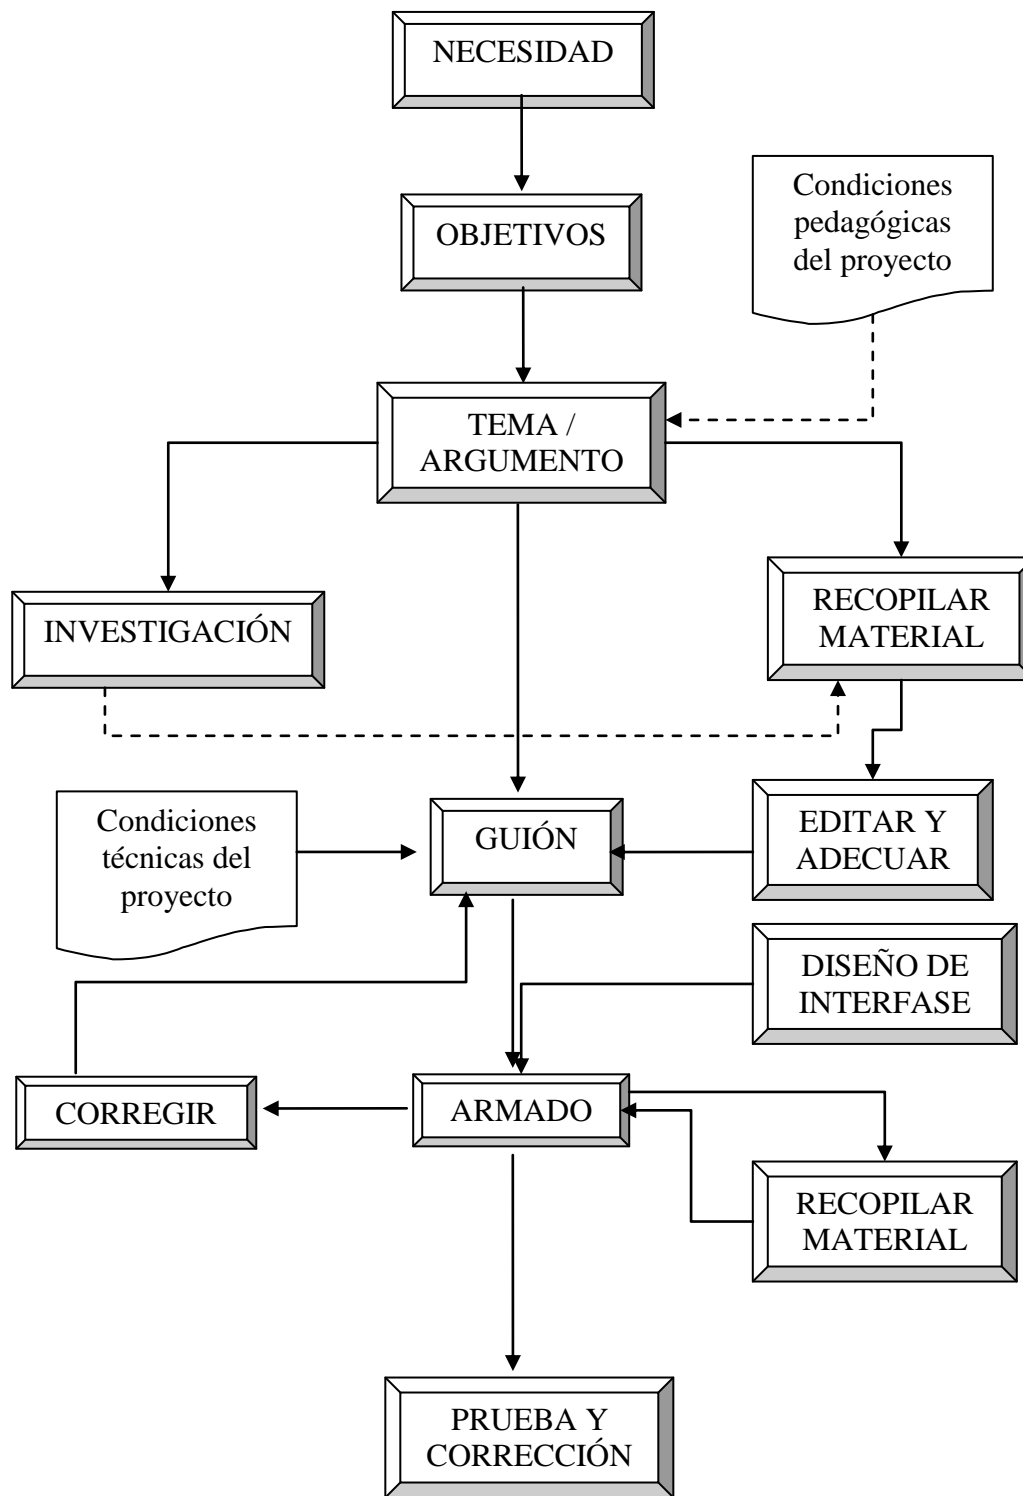 NECESIDAD
OBJETIVOS
Condiciones
pedagógicas
del proyecto
TEMA /
ARGUMENTO
INVESTIGACIÓN
RECOPILAR
MATERIAL
Condiciones
técnicas del
proyecto
GUIÓN
EDITAR Y
ADECUAR
DISEÑO DE
INTERFASE
CORREGIR
ARMADO
RECOPILAR
MATERIAL
PRUEBA Y
CORRECCIÓN